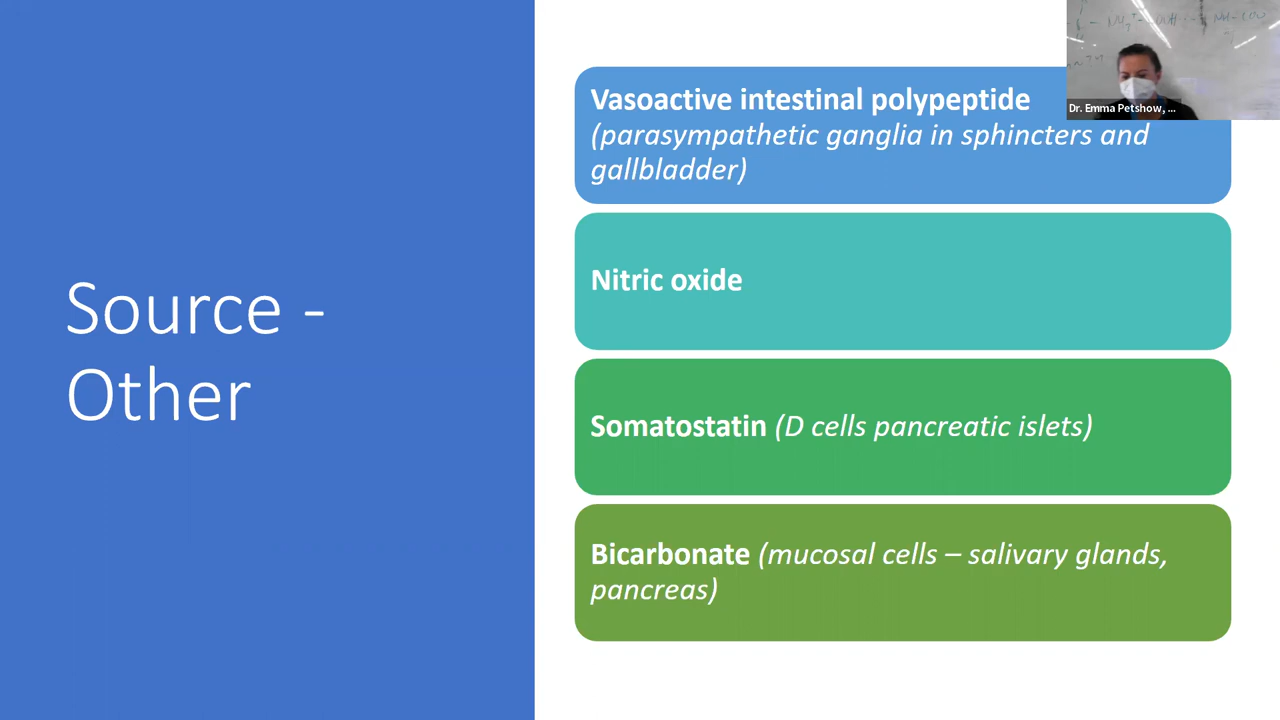 Source -
Other
Vasoactive intestinal polypeptide
(parasympathetic ganglia in sphincters and
gallbladder)
Nitric oxide
Somatostatin (D cells pancreatic islets)
Bicarbonate (mucosal cells – salivary glands,
pancreas)
Dr. Emma Petshow, ...